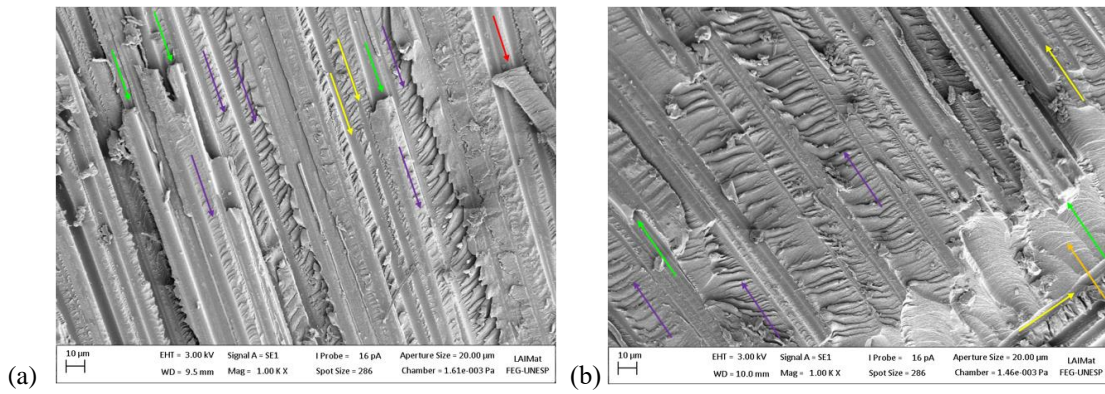 10 µm
EHT = 3.00 kV Signal A = SE1 I Probe = 16 pA Aperture Size = 20.00 µm LAIMat
WD = 9.5 mm Mag = 1.00 K X Spot Size = 286 Chamber = 1.61e-003 Pa FEG-UNESP
(a)
10 µm
EHT = 3.00 kV Signal A = SE1 I Probe = 16 pA Aperture Size = 20.00 µm LAIMat
WD = 10.0 mm Mag = 1.00 K X Spot Size = 286 Chamber = 1.46e-003 Pa FEG-UNESP
(b)